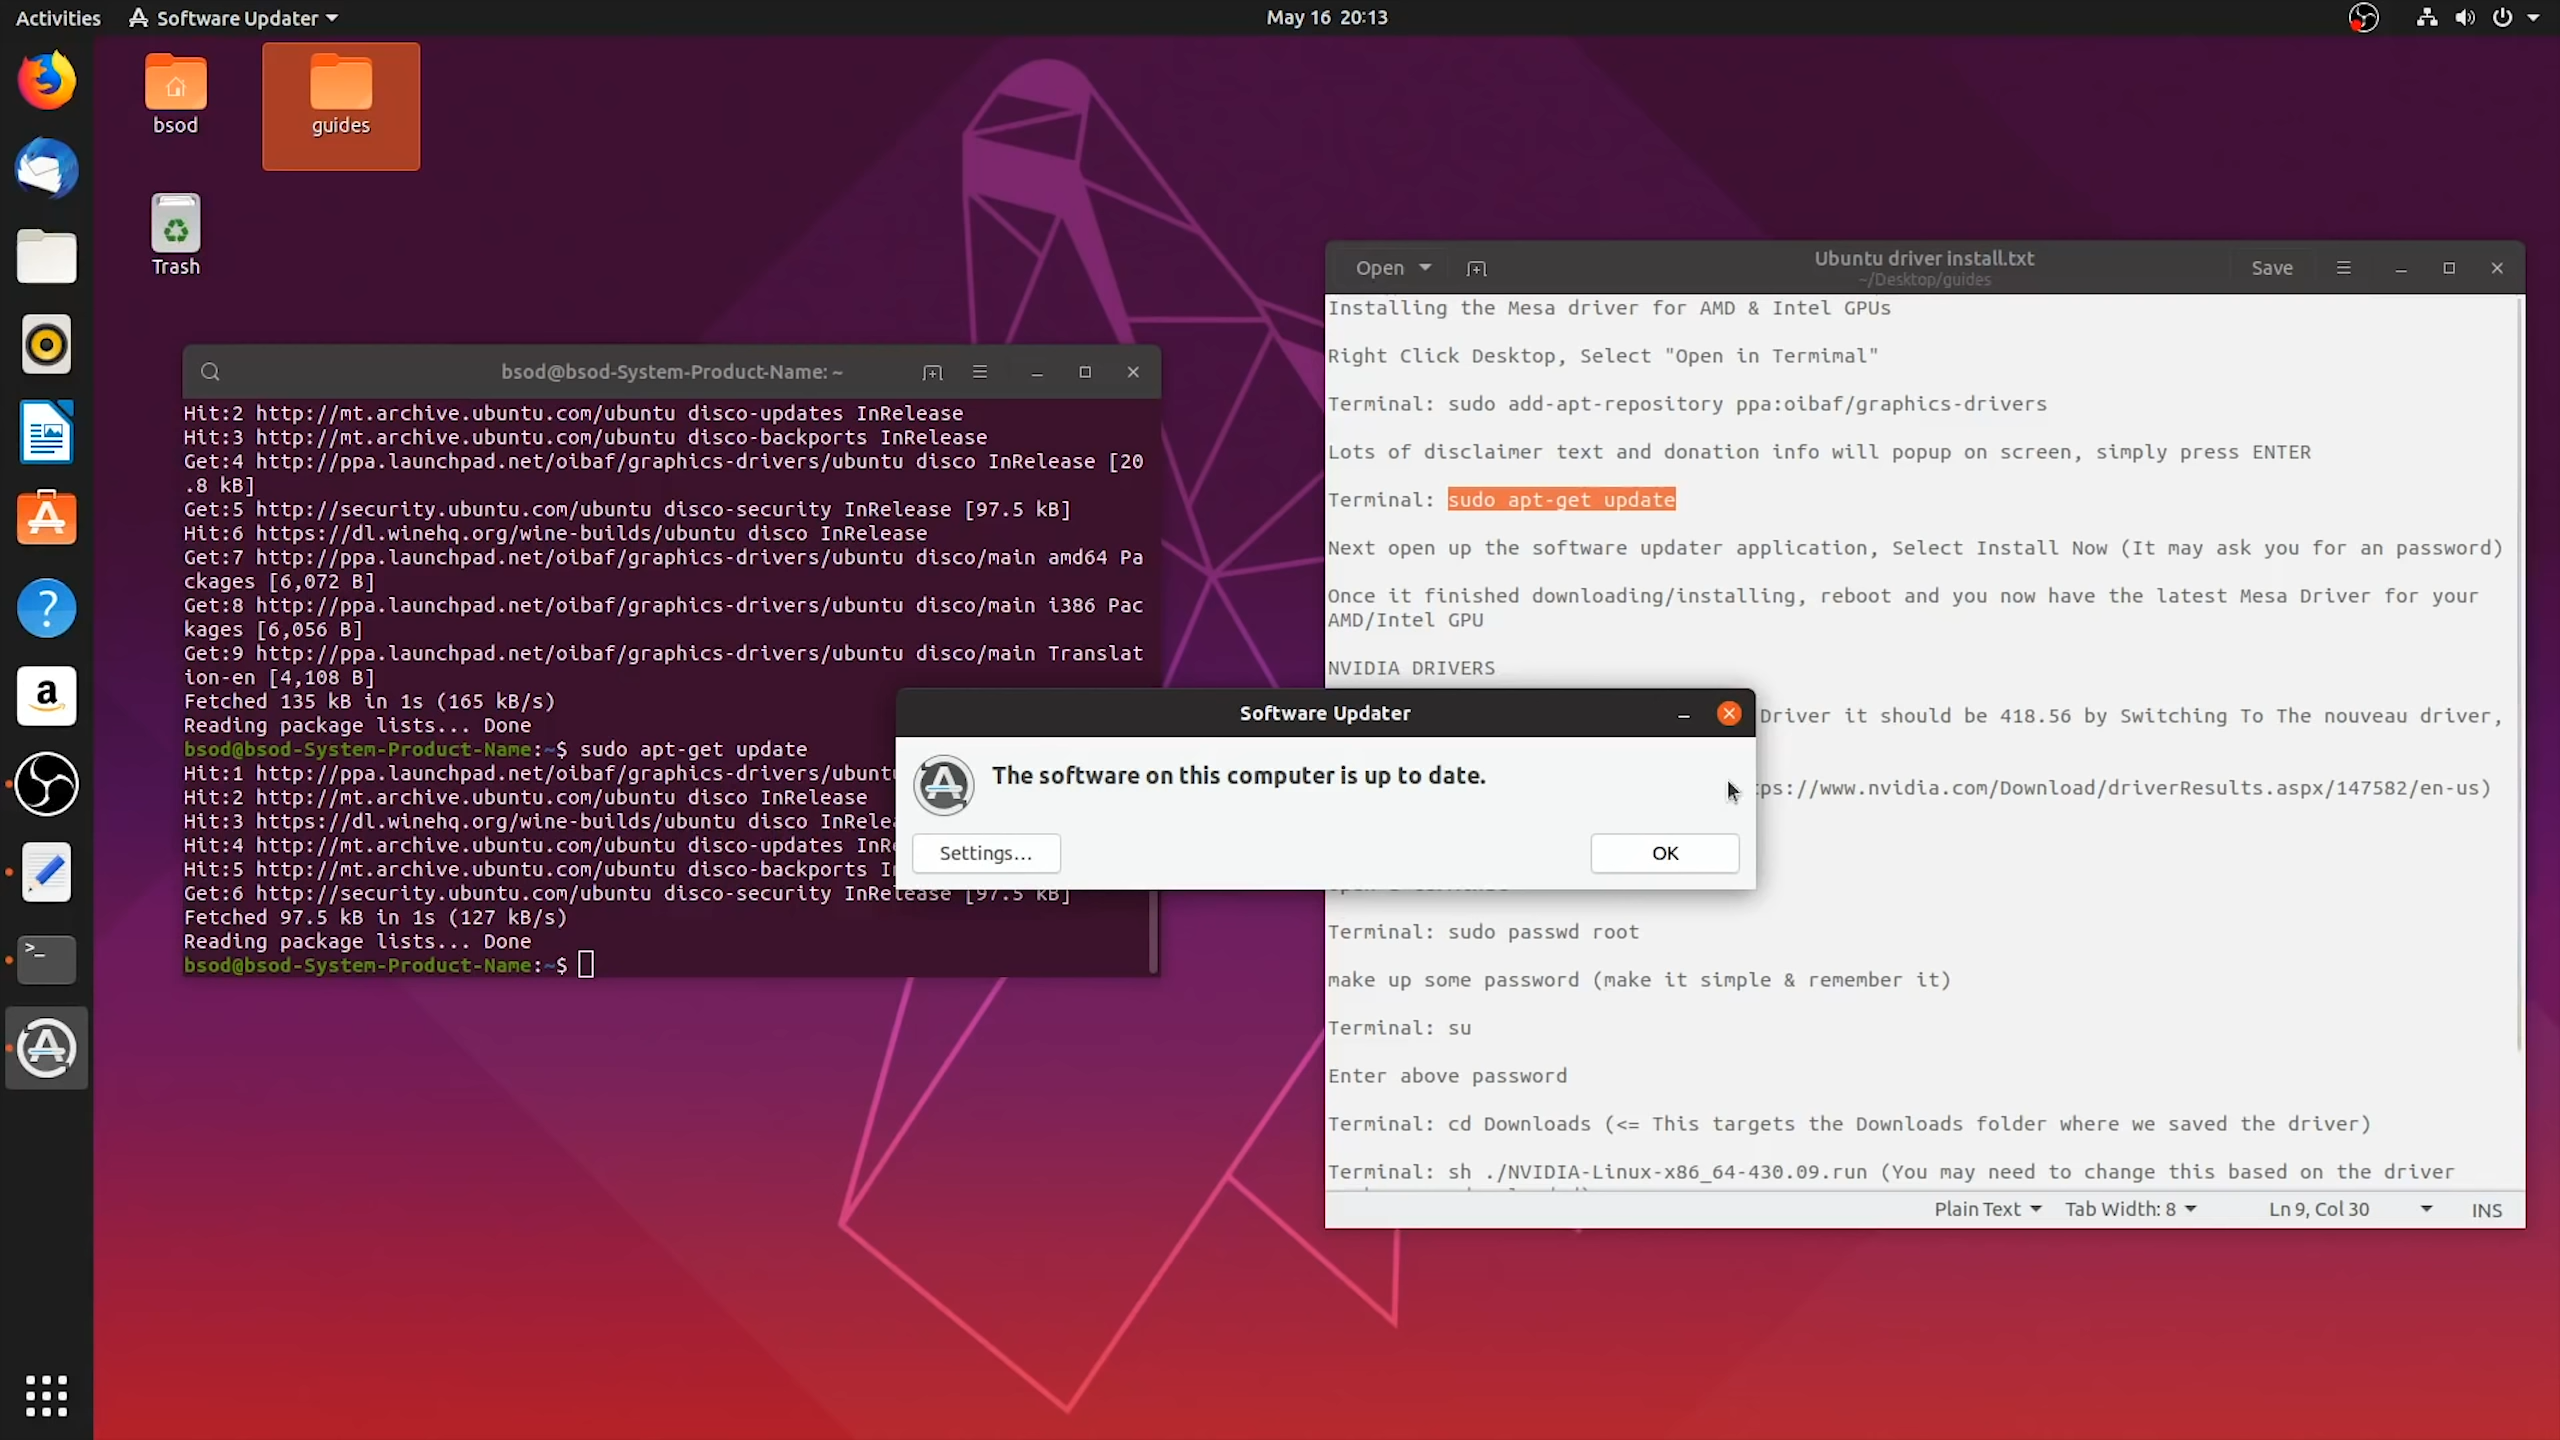 Activities
Software Updater
May 16 20:13
bsod
guides
Trash
bsod@bsod-System-Product-Name: ~
Hit:2 http://mt.archive.ubuntu.com/ubuntu disco-updates InRelease
Hit:3 http://mt.archive.ubuntu.com/ubuntu disco-backports InRelease
Get:4 http://ppa.launchpad.net/oibaf/graphics-drivers/ubuntu disco InRelease [20
.8 kB]
Get:5 http://security.ubuntu.com/ubuntu disco-security InRelease [97.5 kB]
Hit:6 https://dl.winehq.org/wine-builds/ubuntu disco InRelease
Get:7 http://ppa.launchpad.net/oibaf/graphics-drivers/ubuntu disco/main amd64 Pa
ckages [6,072 B]
Get:8 http://ppa.launchpad.net/oibaf/graphics-drivers/ubuntu disco/main i386 Pac
kages [6,056 B]
Get:9 http://ppa.launchpad.net/oibaf/graphics-drivers/ubuntu disco/main Translat
ion-en [4,108 B]
Fetched 135 kB in 1s (165 kB/s)
Reading package lists... Done
bsod@bsod-System-Product-Name:~$ sudo apt-get update
Hit:1 http://ppa.launchpad.net/oibaf/graphics-drivers/ubuntu
Hit:2 http://mt.archive.ubuntu.com/ubuntu disco InRelease
Hit:3 https://dl.winehq.org/wine-builds/ubuntu disco InRele
Hit:4 http://mt.archive.ubuntu.com/ubuntu disco-updates InR
Hit:5 http://mt.archive.ubuntu.com/ubuntu disco-backports I
Get:6 http://security.ubuntu.com/ubuntu disco-security InRelease [97.5 kB]
Fetched 97.5 kB in 1s (127 kB/s)
Reading package lists... Done
bsod@bsod-System-Product-Name:~$
Software Updater
The software on this computer is up to date.
Settings...
OK
Open
Ubuntu driver install.txt
~/Desktop/guides
Save
Installing the Mesa driver for AMD & Intel GPUs
Right Click Desktop, Select "Open in Termimal"
Terminal: sudo add-apt-repository ppa:oibaf/graphics-drivers
Lots of disclaimer text and donation info will popup on screen, simply press ENTER
Terminal: sudo apt-get update
Next open up the software updater application, Select Install Now (It may ask you for an password)
Once it finished downloading/installing, reboot and you now have the latest Mesa Driver for your
AMD/Intel GPU
NVIDIA DRIVERS
Driver it should be 418.56 by Switching To The nouveau driver,
ps://www.nvidia.com/Download/driverResults.aspx/147582/en-us)
Terminal: sudo passwd root
make up some password (make it simple & remember it)
Terminal: su
Enter above password
Terminal: cd Downloads (<= This targets the Downloads folder where we saved the driver)
Terminal: sh ./NVIDIA-Linux-x86_64-430.09.run (You may need to change this based on the driver
Plain Text
Tab Width: 8
Ln 9, Col 30
INS